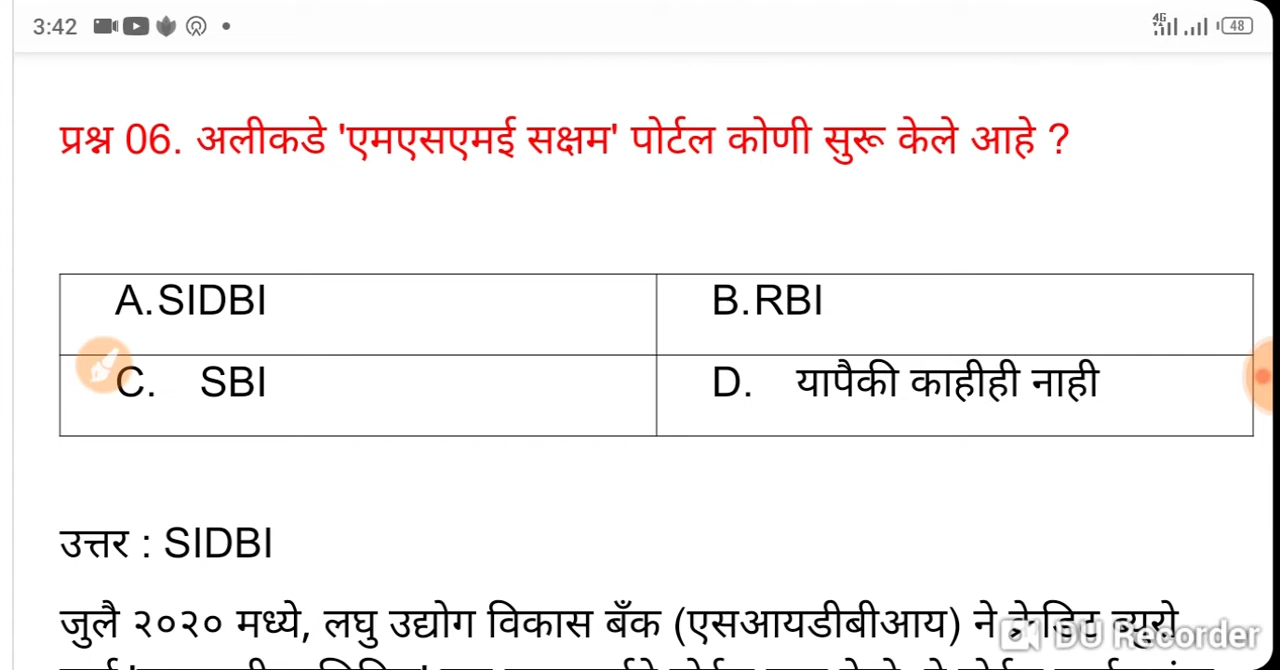 3:42
4G
48
प्रश्न 06. अलीकडे 'एमएसएमई सक्षम' पोर्टल कोणी सुरू केले आहे ?
A.SIDBI
B.RBI
C. SBI
D. यापैकी काहीही नाही
उत्तर : SIDBI
जुलै २०२० मध्ये, लघु उद्योग विकास बँक (एसआयडीबीआय) ने क्रेडिट ब्युरो
DU Recorder